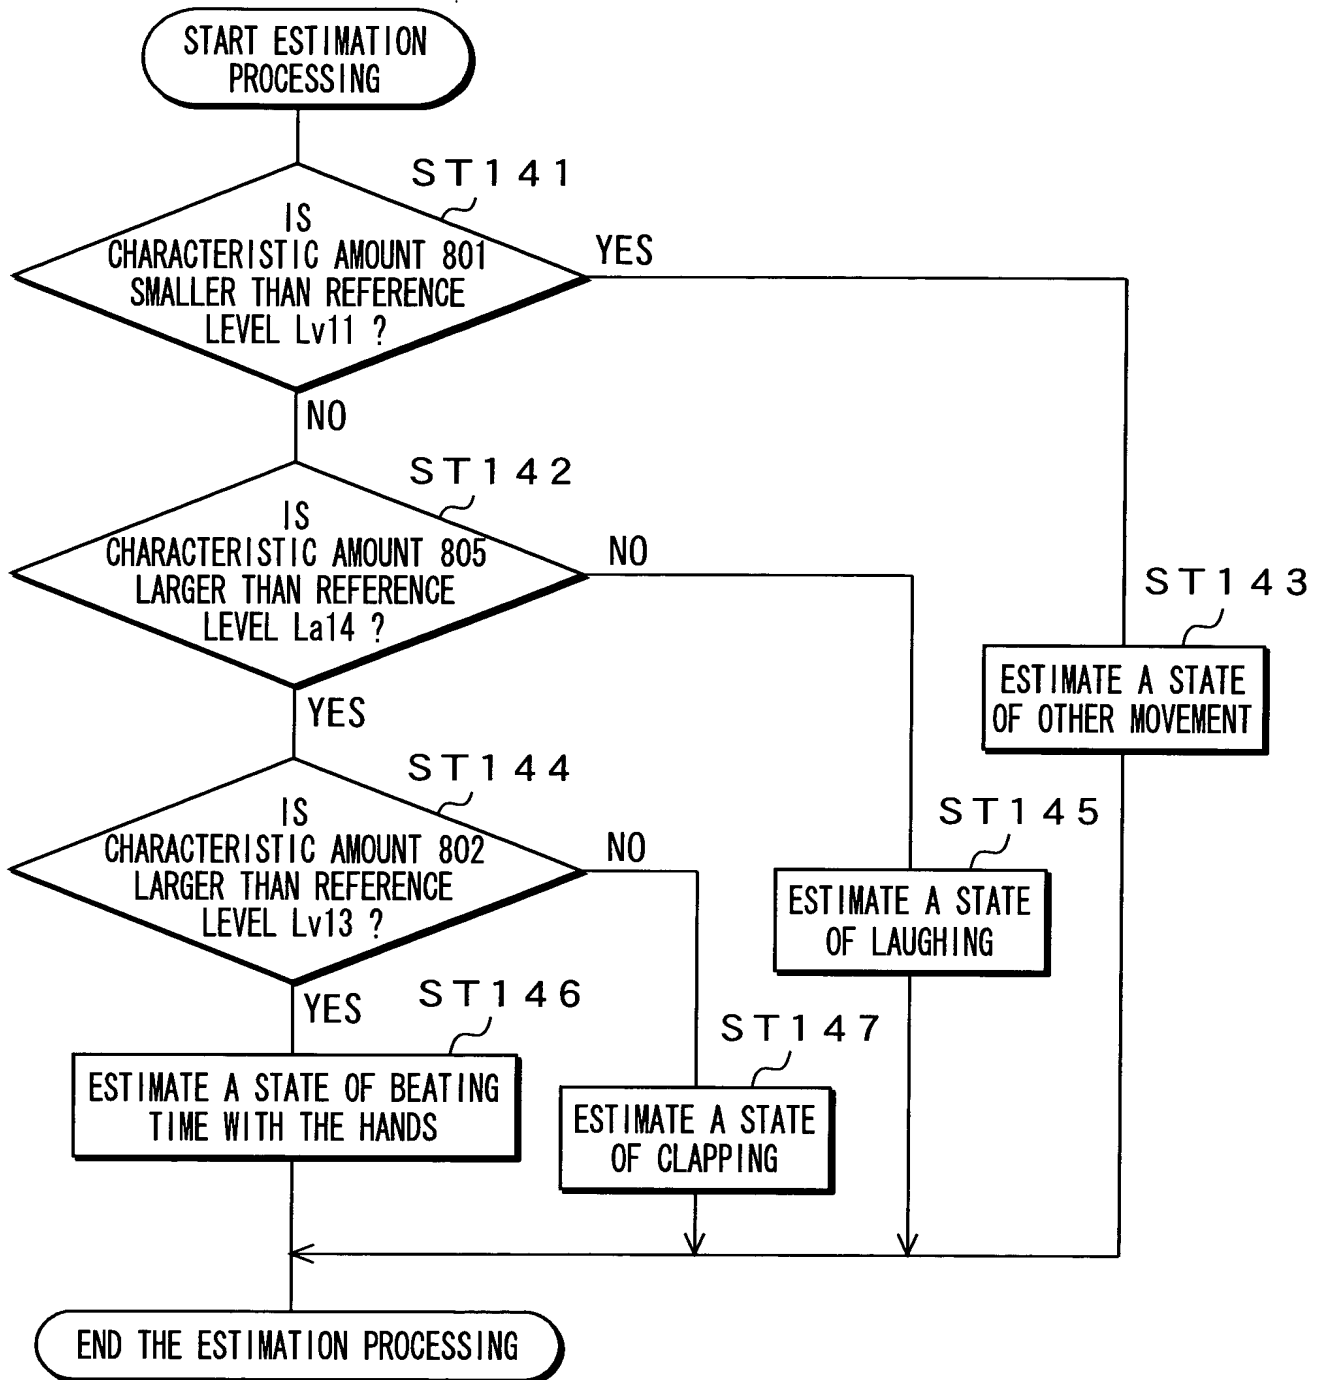 START ESTIMATION
PROCESSING
ST141
IS
CHARACTERISTIC AMOUNT 801
SMALLER THAN REFERENCE
LEVEL Lv11 ?
YES
NO
ST142
IS
CHARACTERISTIC AMOUNT 805
LARGER THAN REFERENCE
LEVEL La14 ?
NO
YES
ST143
ESTIMATE A STATE
OF OTHER MOVEMENT
ST144
IS
CHARACTERISTIC AMOUNT 802
LARGER THAN REFERENCE
LEVEL Lv13 ?
NO
YES
ST145
ESTIMATE A STATE
OF LAUGHING
ST146
ESTIMATE A STATE OF BEATING
TIME WITH THE HANDS
ST147
ESTIMATE A STATE
OF CLAPPING
END THE ESTIMATION PROCESSING